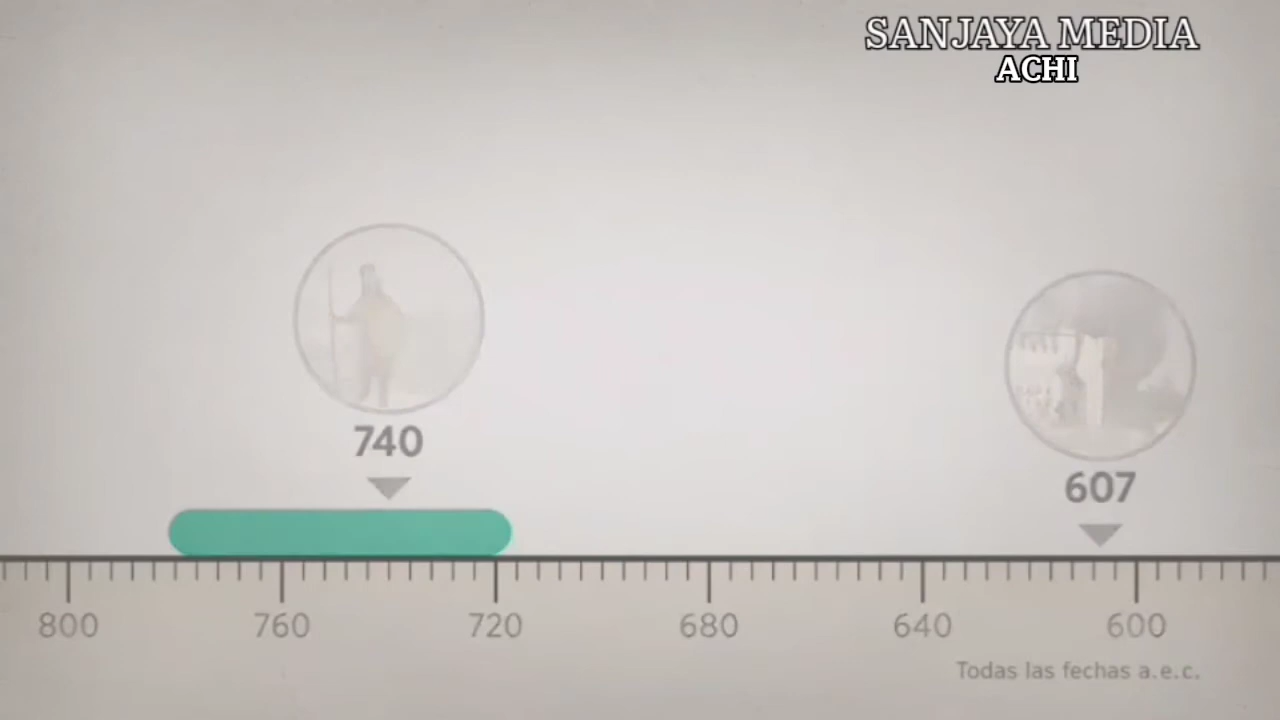 SANJAYA MEDIA
ACHI
740
607
800 760 720 680 640 600
Todas las fechas a.e.c.